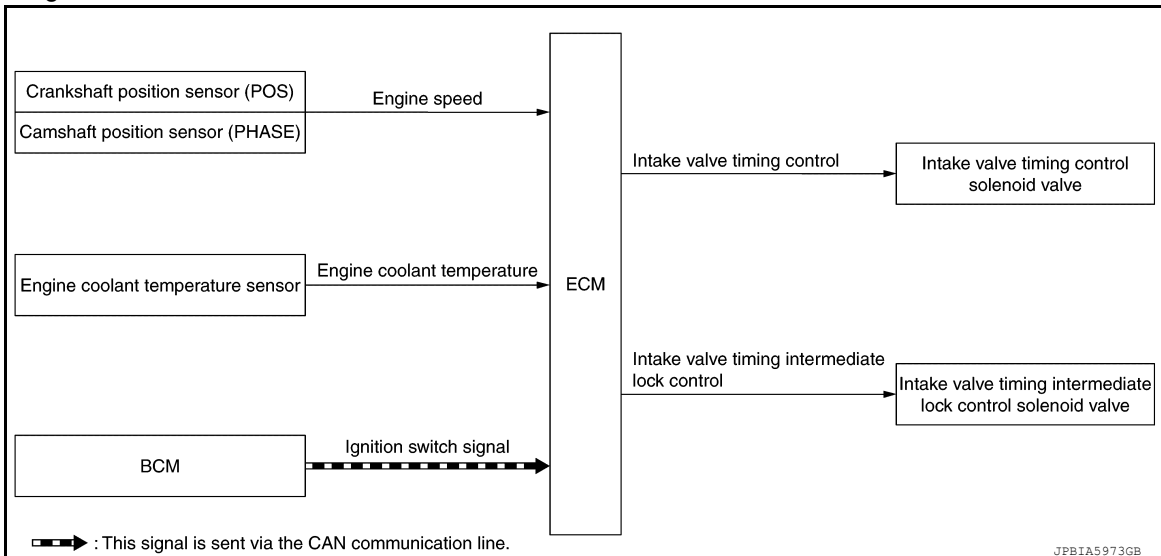 Crankshaft position sensor (POS)
Camshaft position sensor (PHASE)
Engine speed
Engine coolant temperature sensor
Engine coolant temperature
BCM
Ignition switch signal
ECM
Intake valve timing control
Intake valve timing control
solenoid valve
Intake valve timing intermediate
lock control
Intake valve timing intermediate
lock control solenoid valve
: This signal is sent via the CAN communication line.
JPBIA5973GB